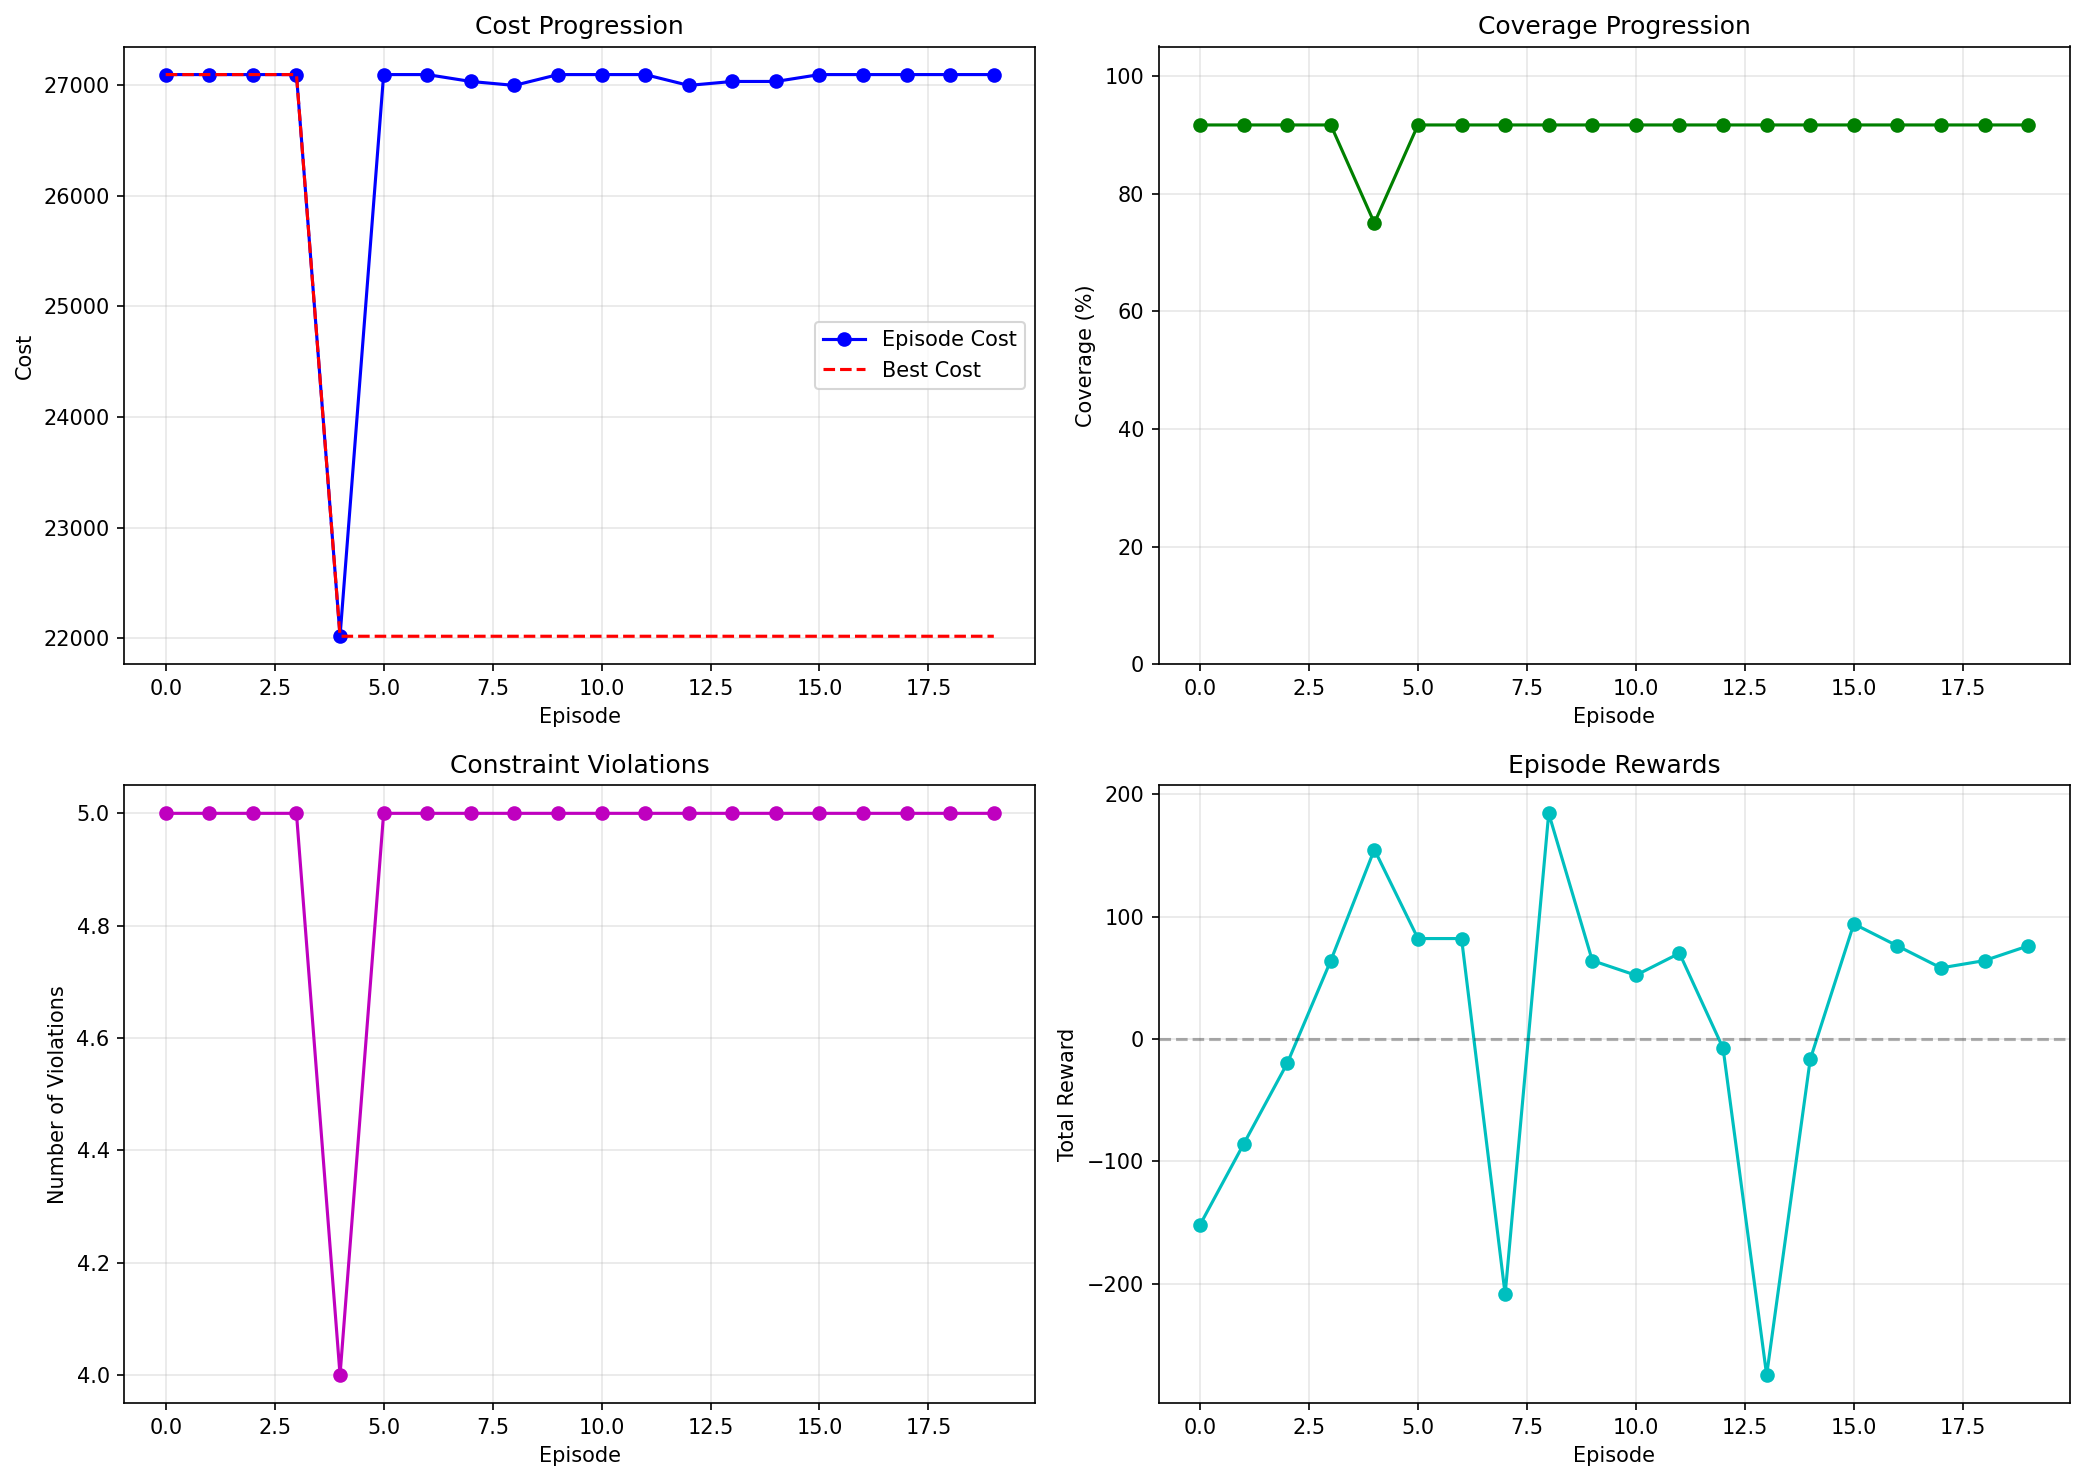 Cost Progression
27000
26000
25000
24000
23000
22000
Cost
Episode Cost
Best Cost
0.0 2.5 5.0 7.5 10.0 12.5 15.0 17.5
Episode
Coverage Progression
100
80
60
40
20
0
Coverage (%)
0.0 2.5 5.0 7.5 10.0 12.5 15.0 17.5
Episode
Constraint Violations
5.0
4.8
4.6
4.4
4.2
4.0
Number of Violations
0.0 2.5 5.0 7.5 10.0 12.5 15.0 17.5
Episode
Episode Rewards
200
100
0
−100
−200
Total Reward
0.0 2.5 5.0 7.5 10.0 12.5 15.0 17.5
Episode